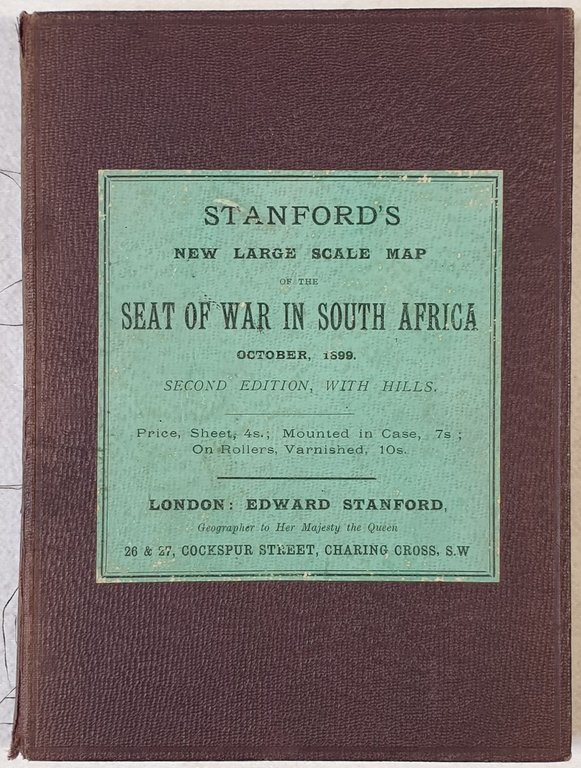 STANFORD'S
NEW LARGE SCALE MAP
OF THE
SEAT OF WAR IN SOUTH AFRICA
OCTOBER, 1899.
SECOND EDITION, WITH HILLS.
Price, Sheet, 4s.; Mounted in Case, 7s ;
On Rollers, Varnished, 10s.
LONDON: EDWARD STANFORD,
Geographer to Her Majesty the Queen
26 & 27, COCKSPUR STREET, CHARING CROSS, S.W